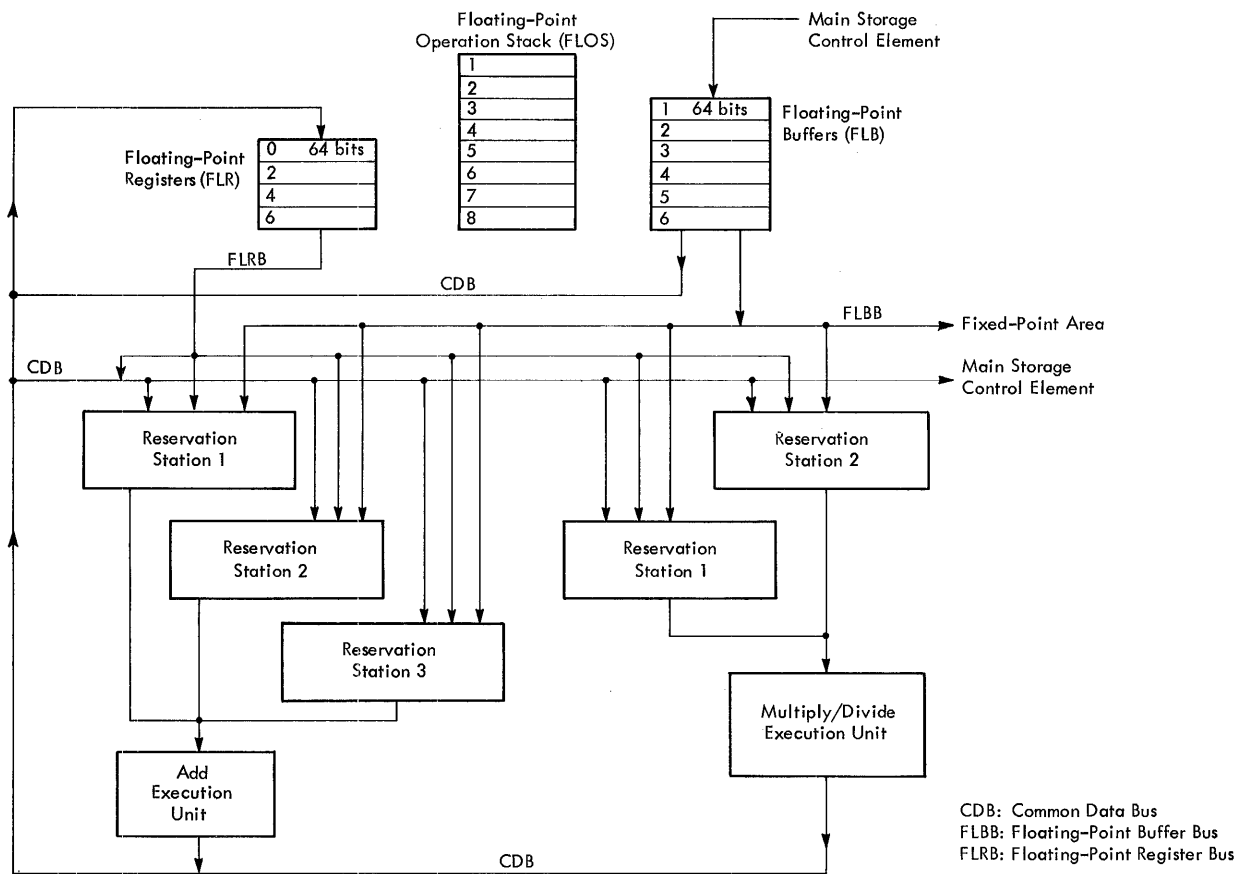 Floating-Point
Operation Stack (FLOS)
Main Storage
Control Element
1
2
3
4
5
6
7
8
1 64 bits
2
3
4
5
6
Floating-Point
Buffers (FLB)
Floating-Point
Registers (FLR)
0 64 bits
2
4
6
FLRB
CDB
FLBB
Fixed-Point Area
CDB
Main Storage
Control Element
Reservation
Station 1
Reservation
Station 2
Reservation
Station 2
Reservation
Station 1
Reservation
Station 3
Multiply/Divide
Execution Unit
Add
Execution
Unit
CDB
CDB: Common Data Bus
FLBB: Floating-Point Buffer Bus
FLRB: Floating-Point Register Bus